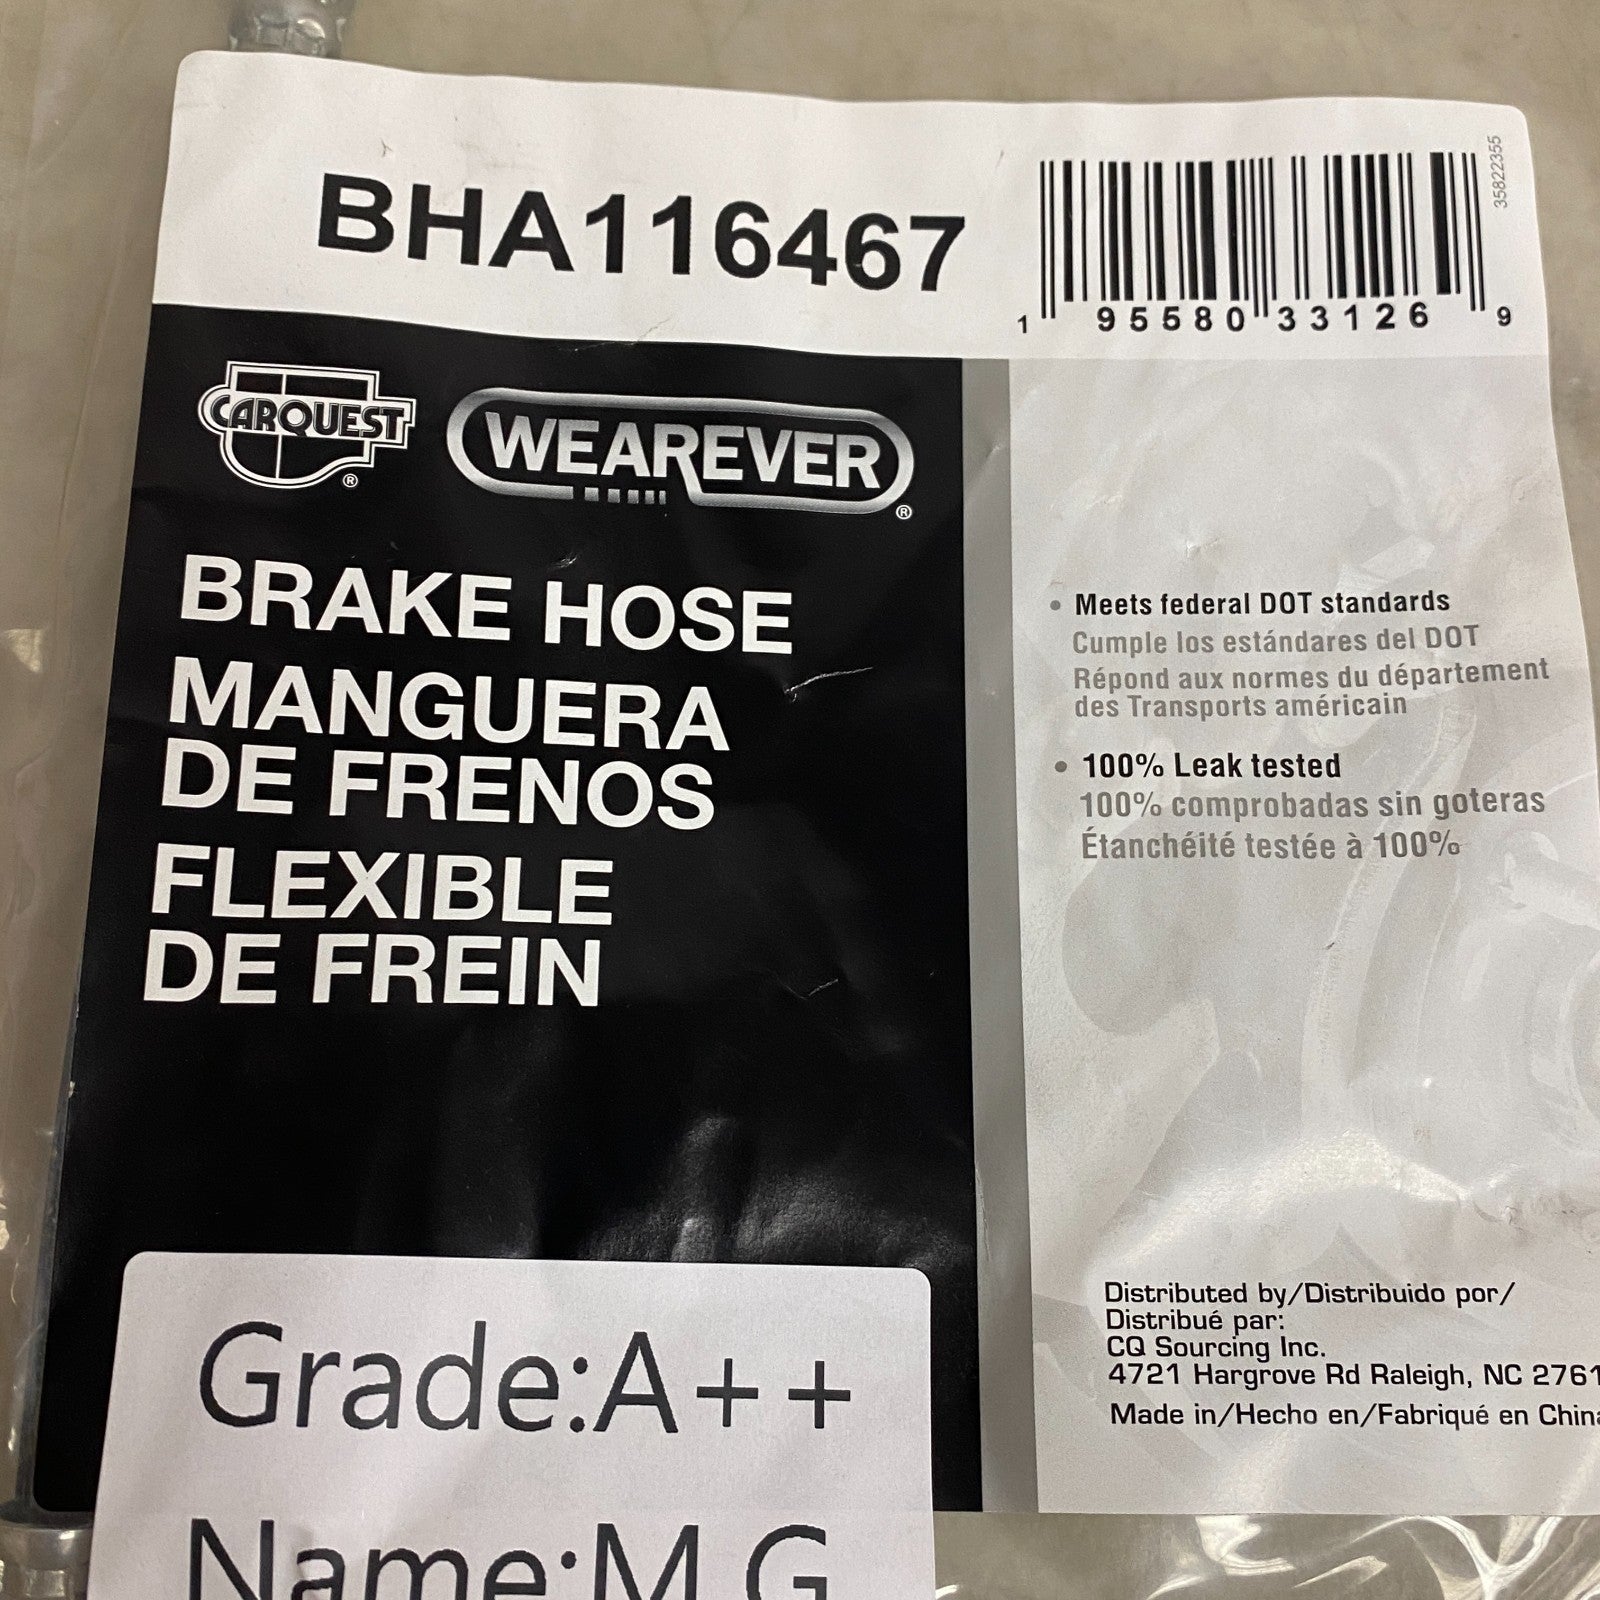 BHA116467
35822355
1 95580 33126 9
CARQUEST ®
WEAREVER ®
BRAKE HOSE
MANGUERA
DE FRENOS
FLEXIBLE
DE FREIN
• Meets federal DOT standards
Cumple los estándares del DOT
Répond aux normes du département
des Transports américain
• 100% Leak tested
100% comprobadas sin goteras
Étanchéité testée à 100%
Distributed by/Distribuido por/
Distribué par:
CQ Sourcing Inc.
4721 Hargrove Rd Raleigh, NC 2761
Made in/Hecho en/Fabriqué en China
Grade:A++
Name:M G